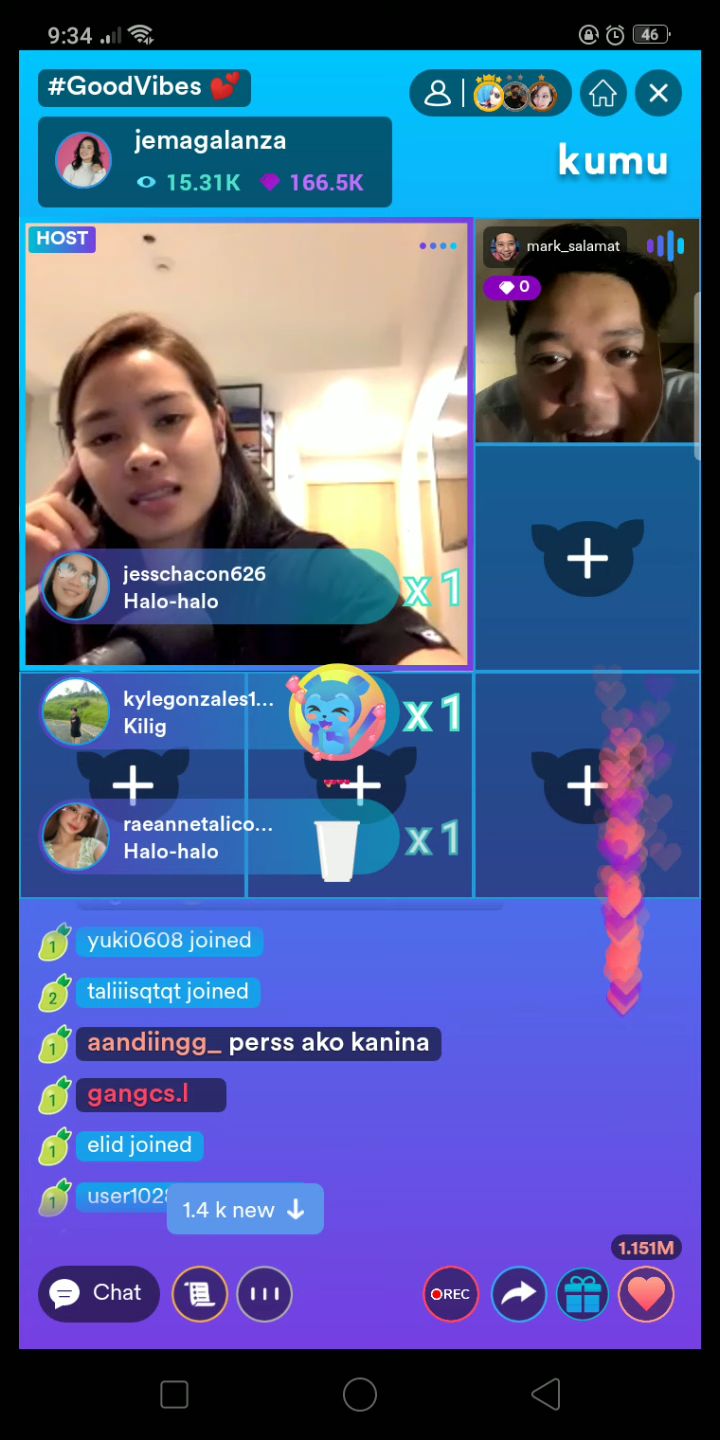 9:34
46
#GoodVibes 💕
jemagalanza
15.31K 166.5K
kumu
HOST
mark_salamat
0
jesschacon626
Halo-halo
x 1
kylegonzales1...
Kilig
x 1
raeannetalico...
Halo-halo
x 1
1 yuki0608 joined
2 taliiisqtqt joined
1 aandiingg_ perss ako kanina
1 gangcs.l
1 elid joined
1 user102
1.4 k new
1.151M
Chat
REC